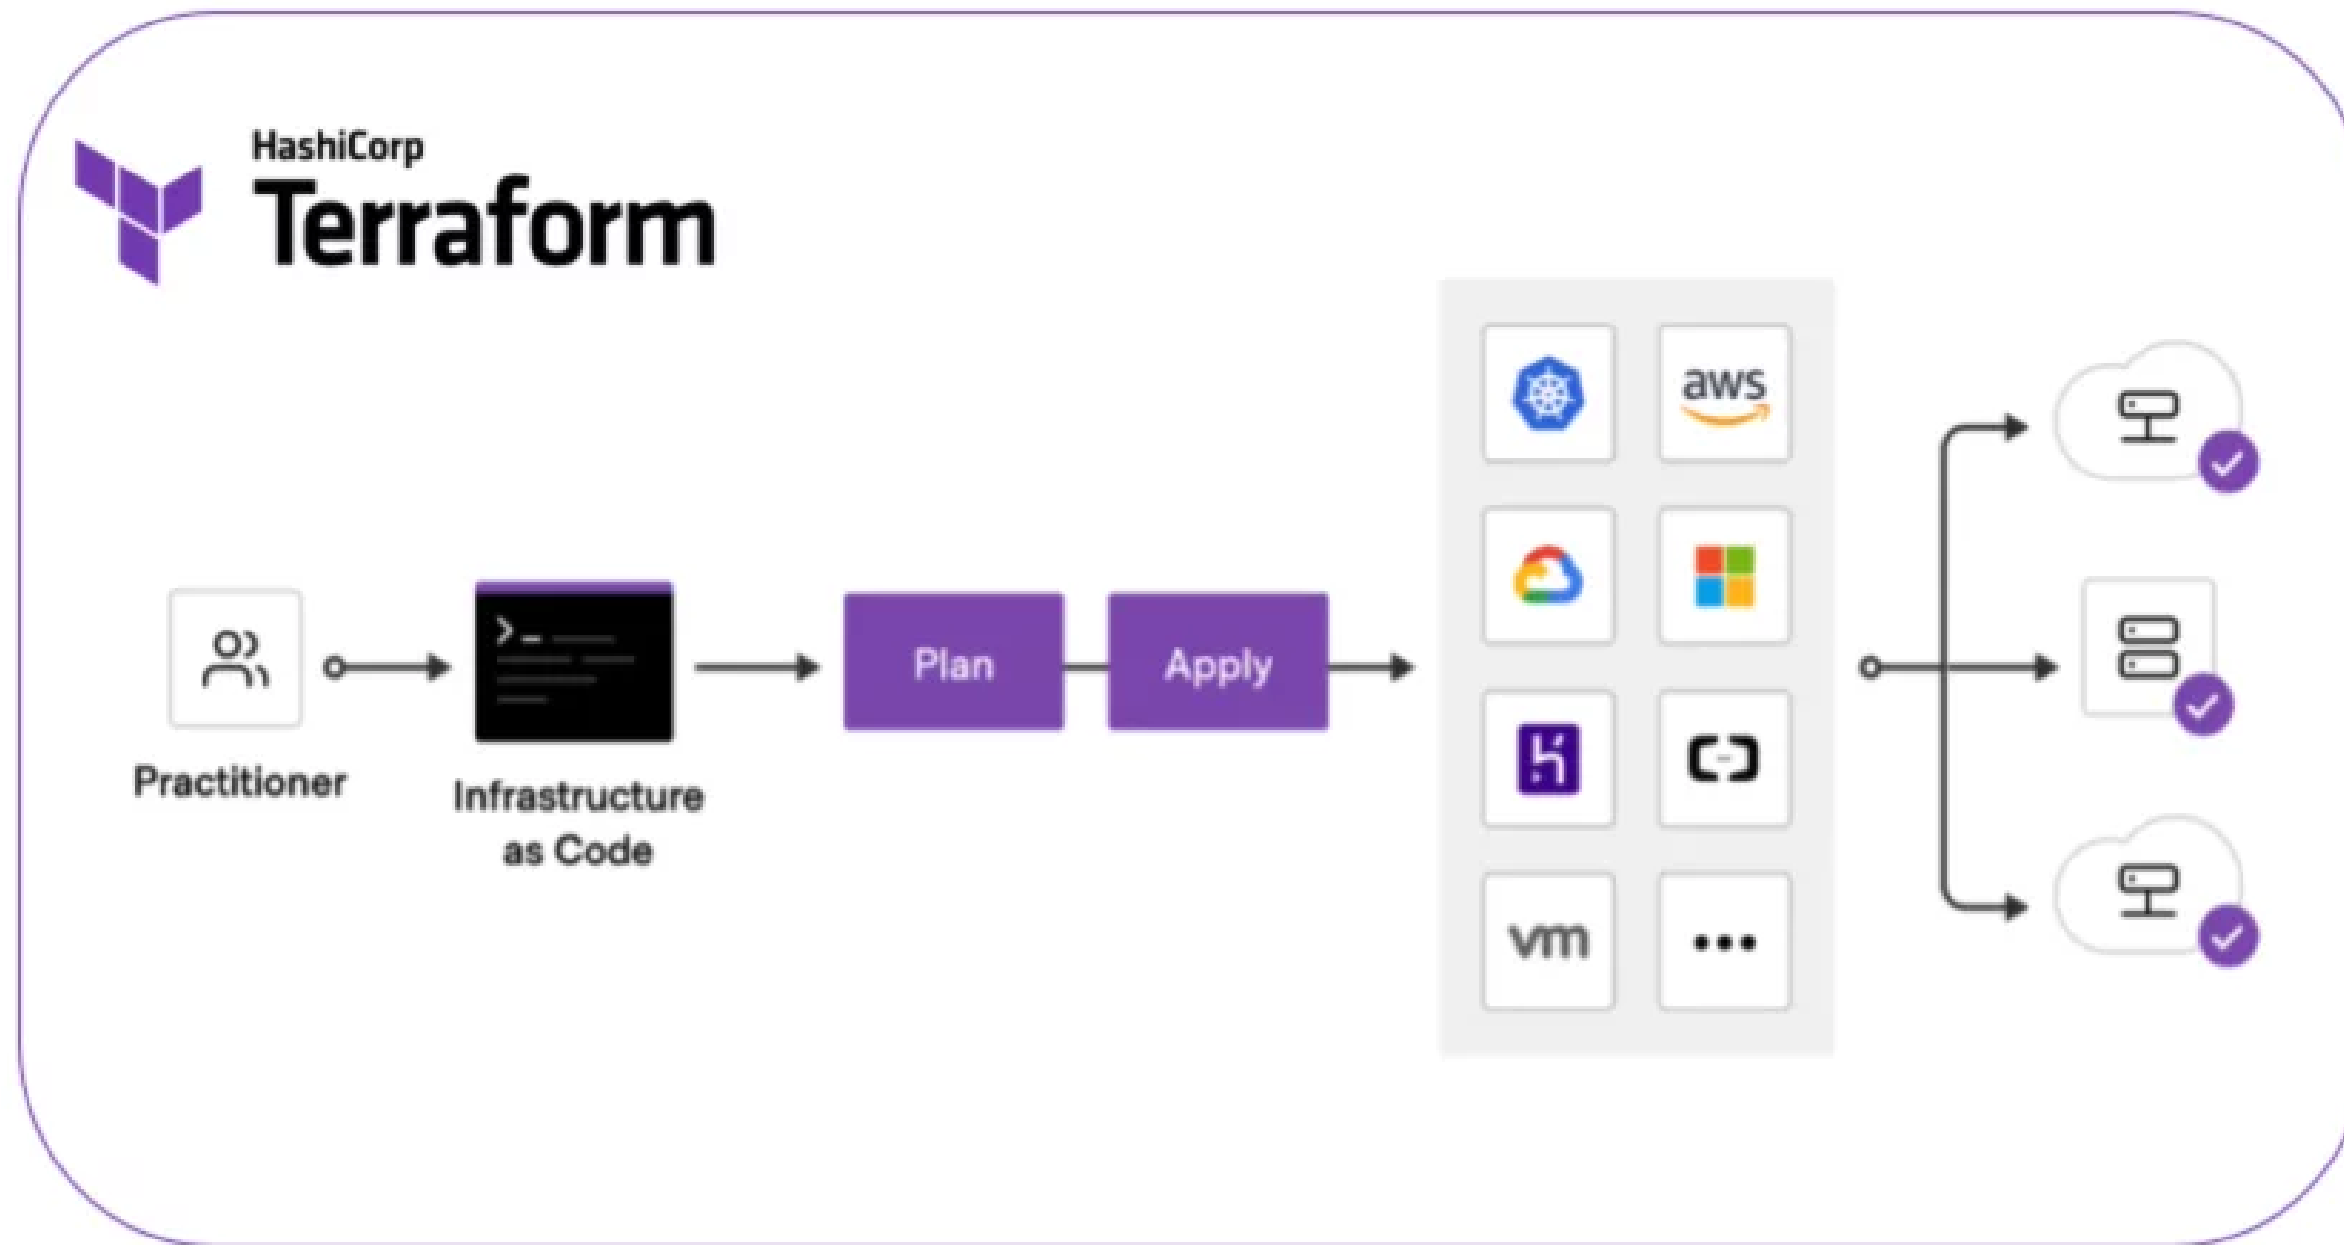 HashiCorp
Terraform
Practitioner
Infrastructure
as Code
Plan
Apply
aws
vm